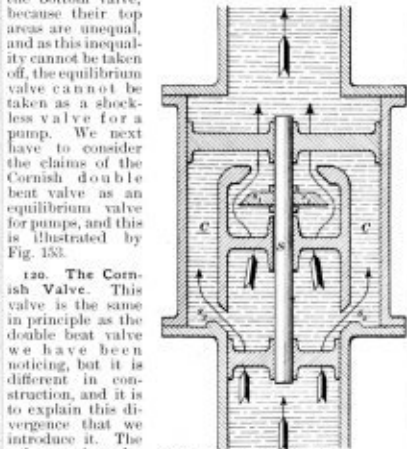 the bottom valve,
because their top
areas are unequal,
and as this inequal-
ity cannot be taken
off, the equilibrium
valve cannot be
taken as a shock-
less valve for a
pump. We next
have to consider
the claims of the
Cornish double
beat valve as an
equilibrium valve
for pumps, and this
is illustrated by
Fig. 153.
120. The Corn-
ish Valve. This
valve is the same
in principle as the
double beat valve
we have been
noticing, but it is
different in con-
struction, and it is
to explain this di-
vergence that we
introduce it. The
C
C
S